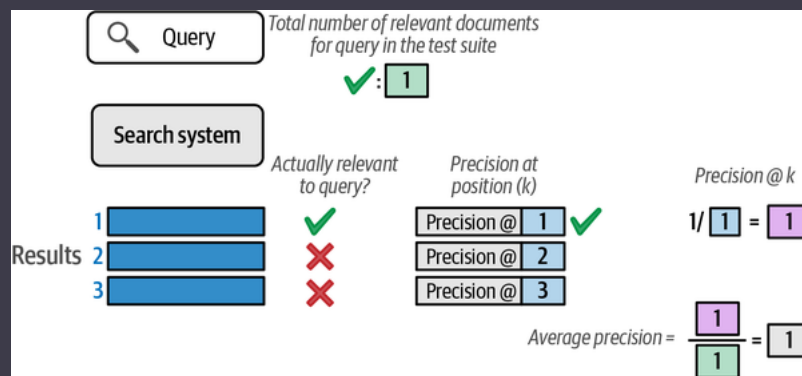 Query
Total number of relevant documents
for query in the test suite
: 1
Search system
Actually relevant
to query?
Precision at
position (k)
Precision @ k
1
Precision @ 1
1/ 1 = 1
Results
2
Precision @ 2
3
Precision @ 3
Average precision =
1
1
= 1